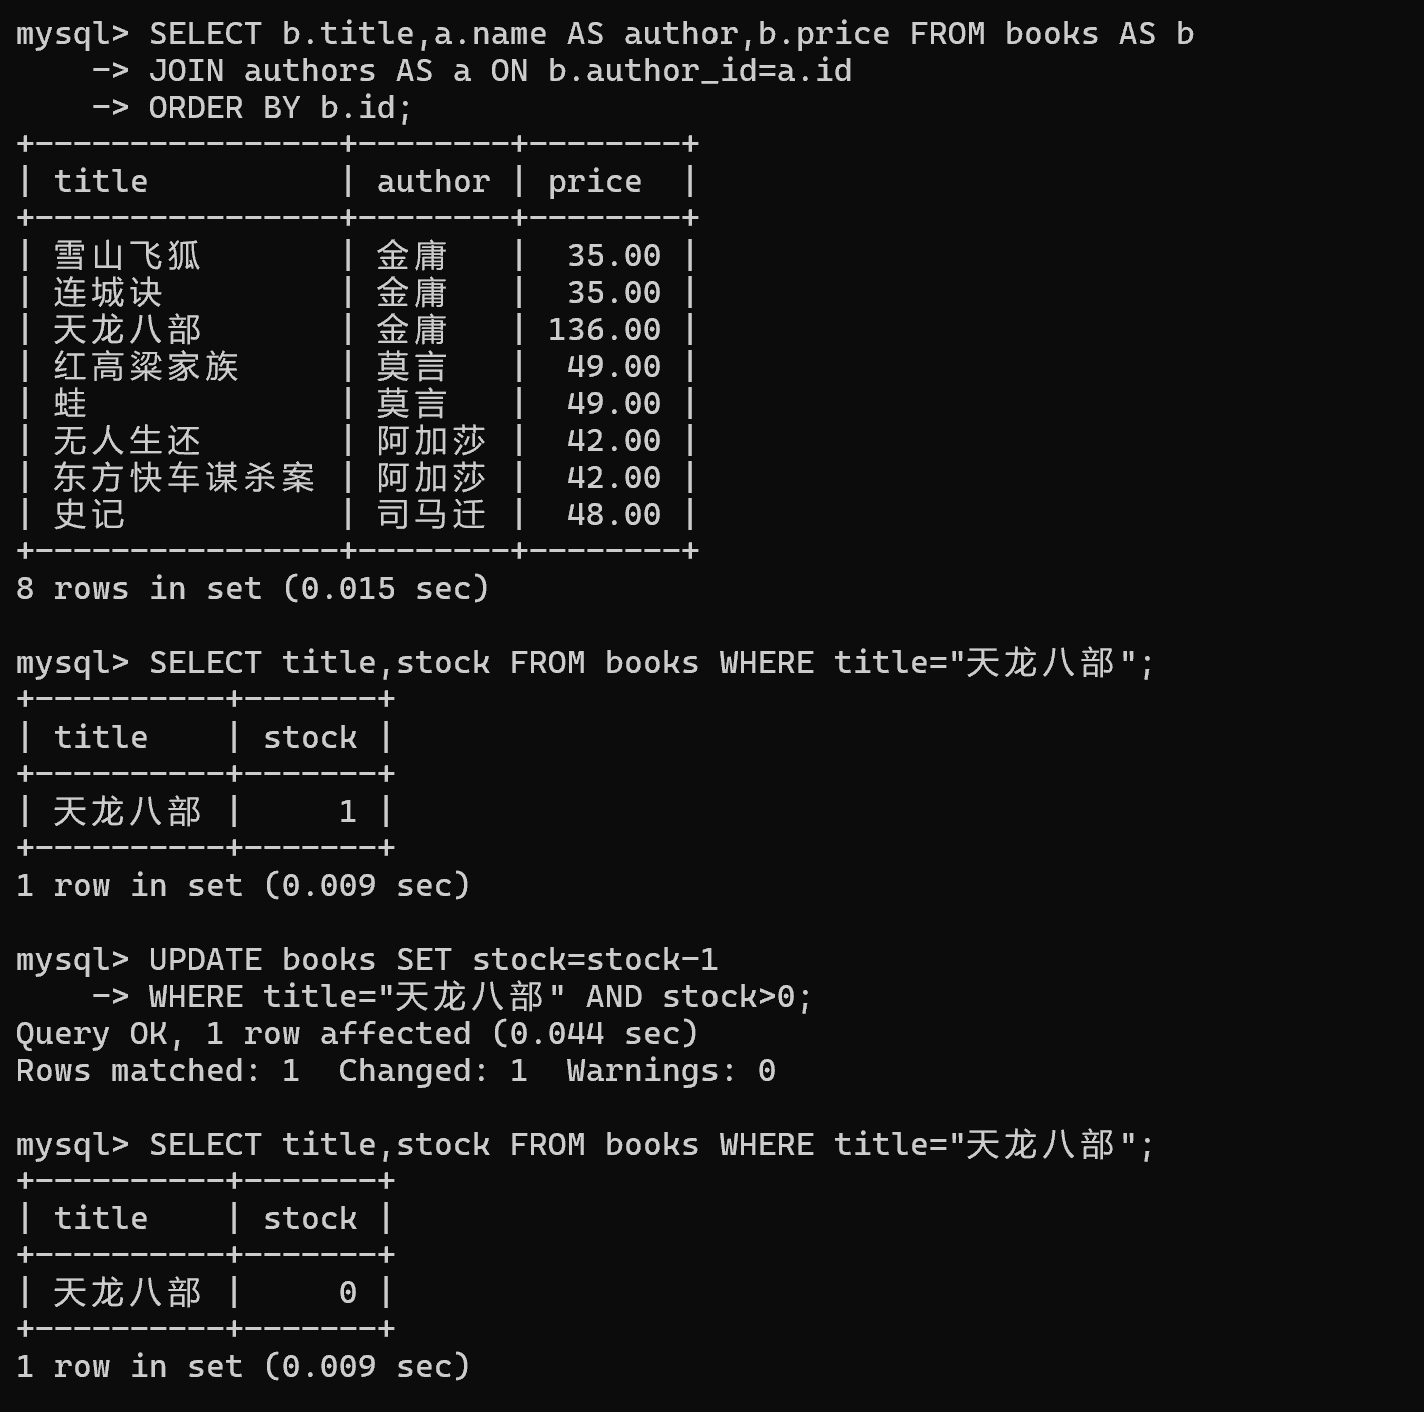 mysql> SELECT b.title,a.name AS author,b.price FROM books AS b
    -> JOIN authors AS a ON b.author_id=a.id
    -> ORDER BY b.id;
+----------------+--------+--------+
| title          | author | price  |
+----------------+--------+--------+
| 雪山飞狐       | 金庸   |  35.00 |
| 连城诀         | 金庸   |  35.00 |
| 天龙八部       | 金庸   | 136.00 |
| 红高粱家族     | 莫言   |  49.00 |
| 蛙             | 莫言   |  49.00 |
| 无人生还       | 阿加莎 |  42.00 |
| 东方快车谋杀案 | 阿加莎 |  42.00 |
| 史记           | 司马迁 |  48.00 |
+----------------+--------+--------+
8 rows in set (0.015 sec)

mysql> SELECT title,stock FROM books WHERE title="天龙八部";
+----------+-------+
| title    | stock |
+----------+-------+
| 天龙八部 |     1 |
+----------+-------+
1 row in set (0.009 sec)

mysql> UPDATE books SET stock=stock-1
    -> WHERE title="天龙八部" AND stock>0;
Query OK, 1 row affected (0.044 sec)
Rows matched: 1  Changed: 1  Warnings: 0

mysql> SELECT title,stock FROM books WHERE title="天龙八部";
+----------+-------+
| title    | stock |
+----------+-------+
| 天龙八部 |     0 |
+----------+-------+
1 row in set (0.009 sec)